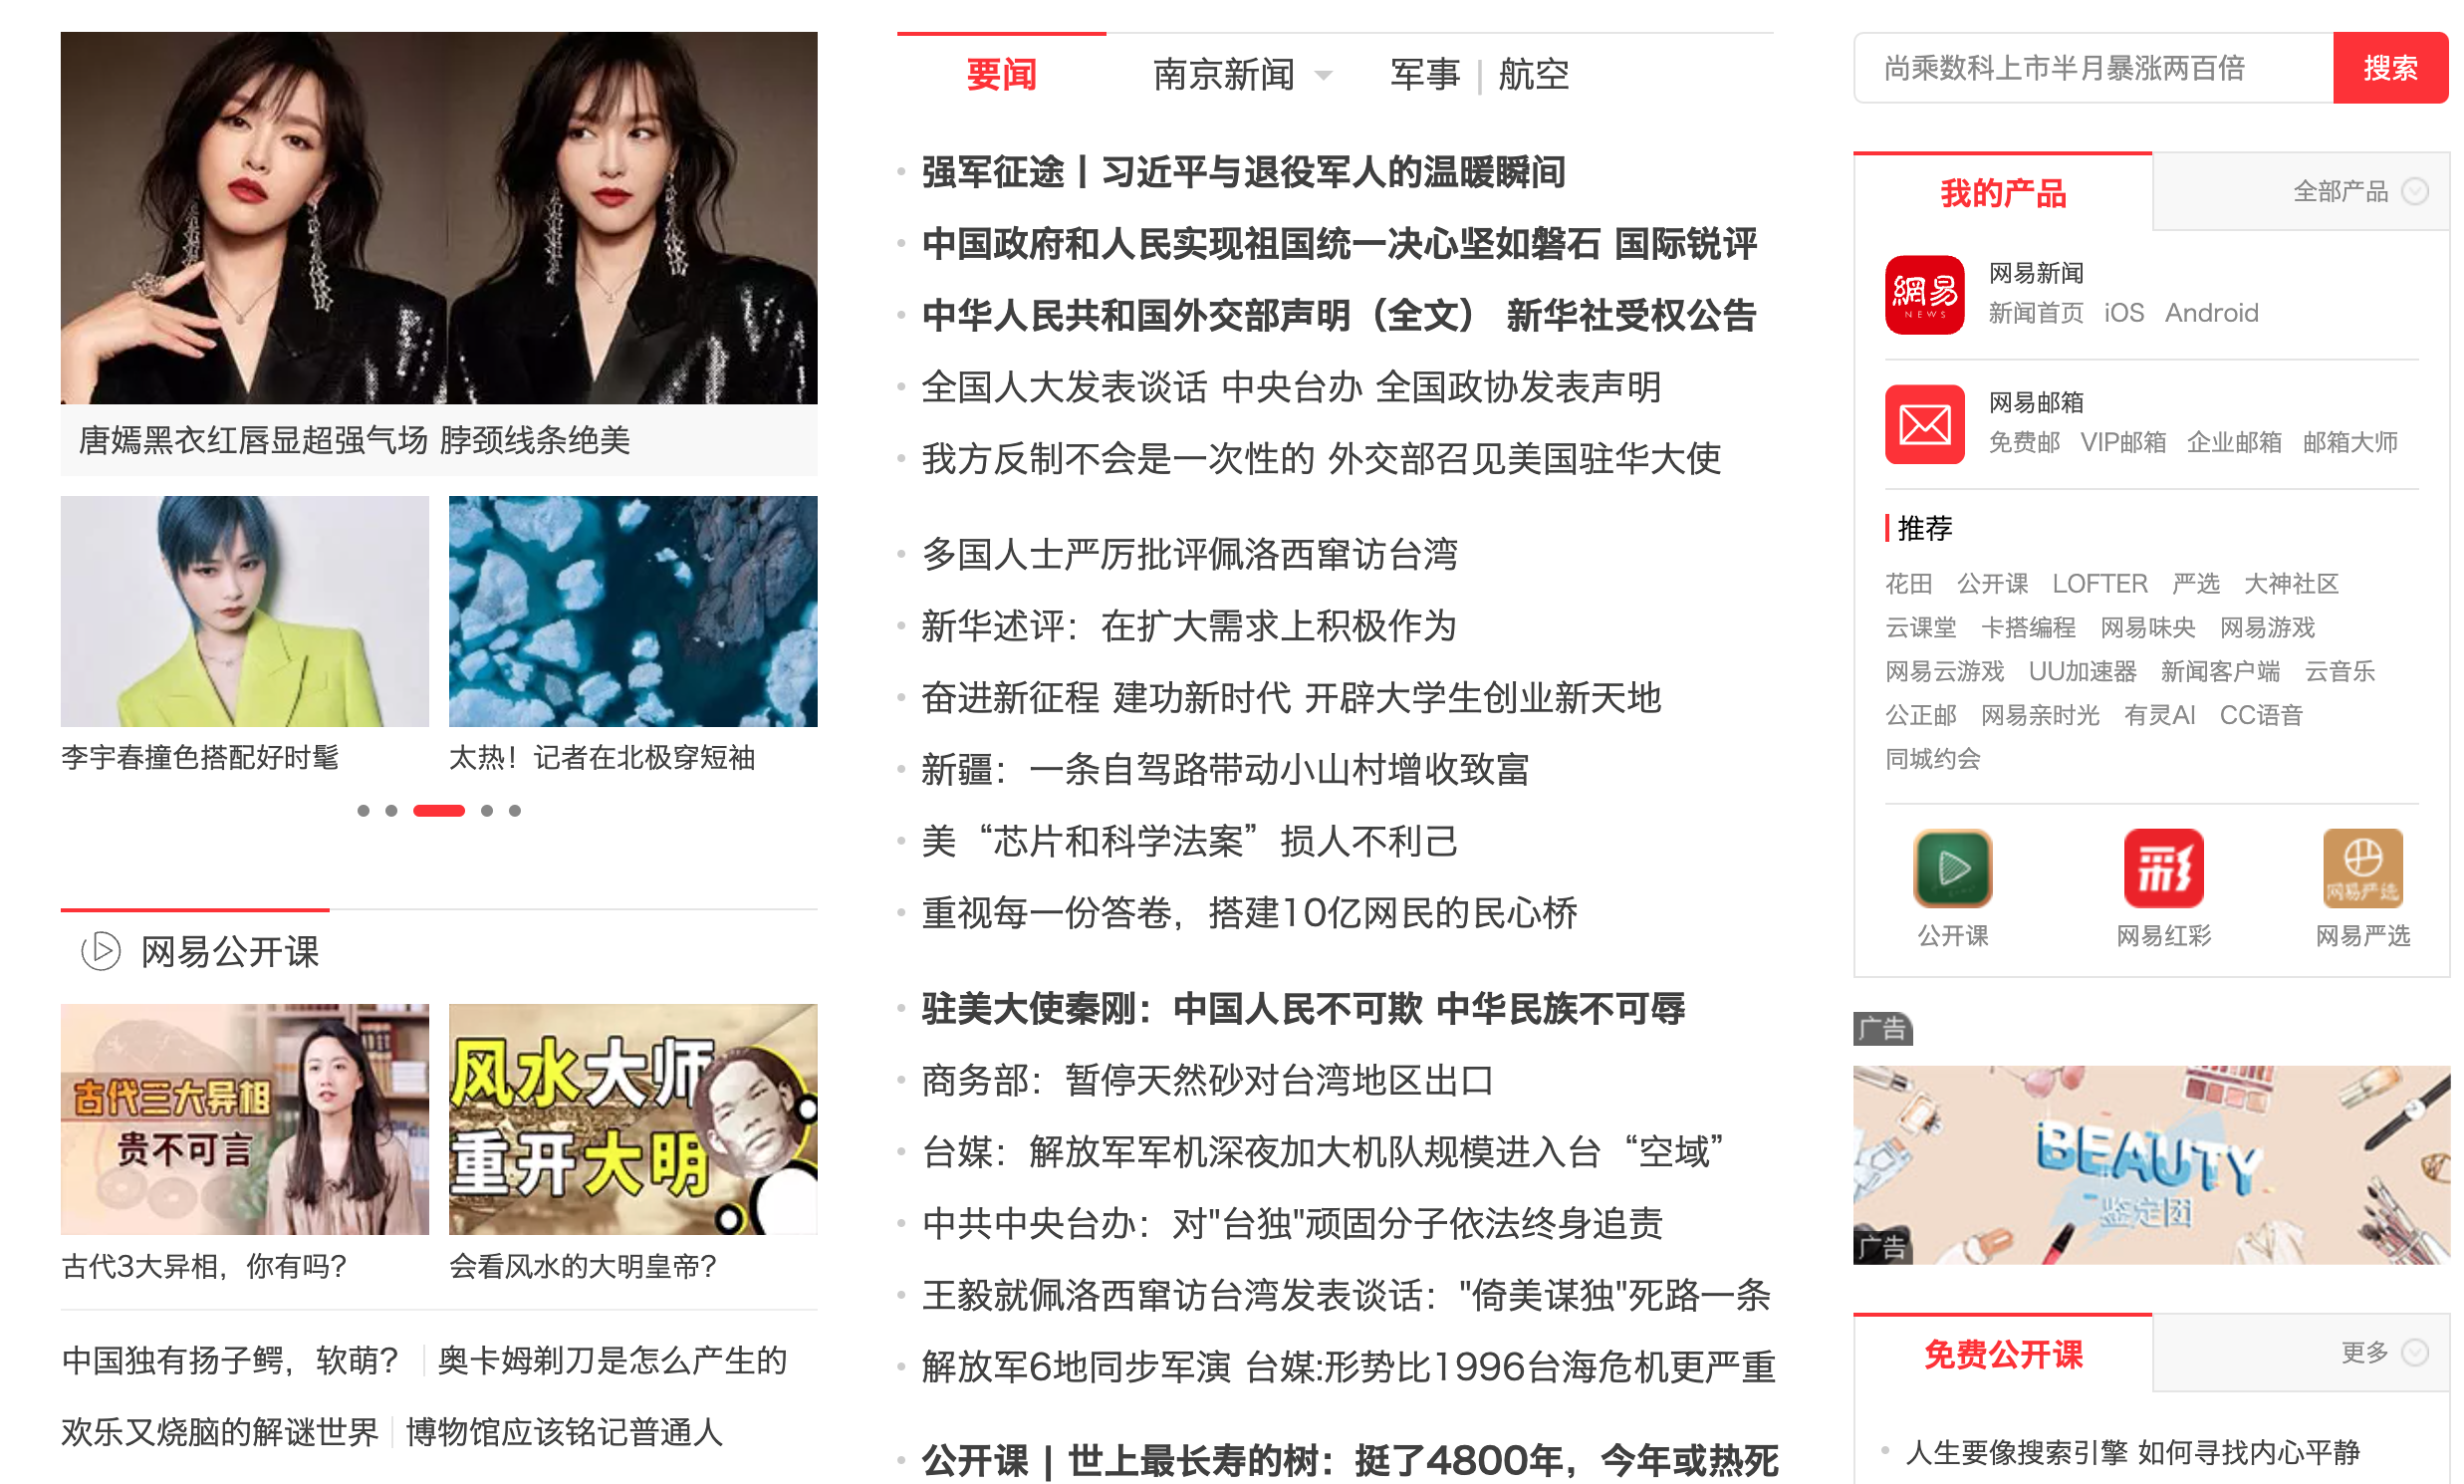 唐嫣黑衣红唇显超强气场 脖颈线条绝美
李宇春撞色搭配好时髦
太热！记者在北极穿短袖
网易公开课
古代三大异相
贵不可言
风水大师
重开大明
古代3大异相，你有吗？
会看风水的大明皇帝？
中国独有扬子鳄，软萌？
奥卡姆剃刀是怎么产生的
欢乐又烧脑的解谜世界
博物馆应该铭记普通人
要闻 南京新闻 军事 | 航空
强军征途丨习近平与退役军人的温暖瞬间
中国政府和人民实现祖国统一决心坚如磐石 国际锐评
中华人民共和国外交部声明（全文） 新华社受权公告
全国人大发表谈话 中央台办 全国政协发表声明
我方反制不会是一次性的 外交部召见美国驻华大使
多国人士严厉批评佩洛西窜访台湾
新华述评：在扩大需求上积极作为
奋进新征程 建功新时代 开辟大学生创业新天地
新疆：一条自驾路带动小山村增收致富
美“芯片和科学法案”损人不利己
重视每一份答卷，搭建10亿网民的民心桥
驻美大使秦刚：中国人民不可欺 中华民族不可辱
商务部：暂停天然砂对台湾地区出口
台媒：解放军军机深夜加大机队规模进入台“空域”
中共中央台办：对"台独"顽固分子依法终身追责
王毅就佩洛西窜访台湾发表谈话："倚美谋独"死路一条
解放军6地同步军演 台媒:形势比1996台海危机更严重
公开课 | 世上最长寿的树：挺了4800年，今年或热死
尚乘数科上市半月暴涨两百倍 搜索
我的产品 全部产品
網易
NEWS
网易新闻
新闻首页 iOS Android
网易邮箱
免费邮 VIP邮箱 企业邮箱 邮箱大师
推荐
花田 公开课 LOFTER 严选 大神社区
云课堂 卡搭编程 网易味央 网易游戏
网易云游戏 UU加速器 新闻客户端 云音乐
公正邮 网易亲时光 有灵AI CC语音
同城约会
彩
网易严选
公开课 网易红彩 网易严选
广告
BEAUTY
鉴定团
广告
免费公开课 更多
人生要像搜索引擎 如何寻找内心平静